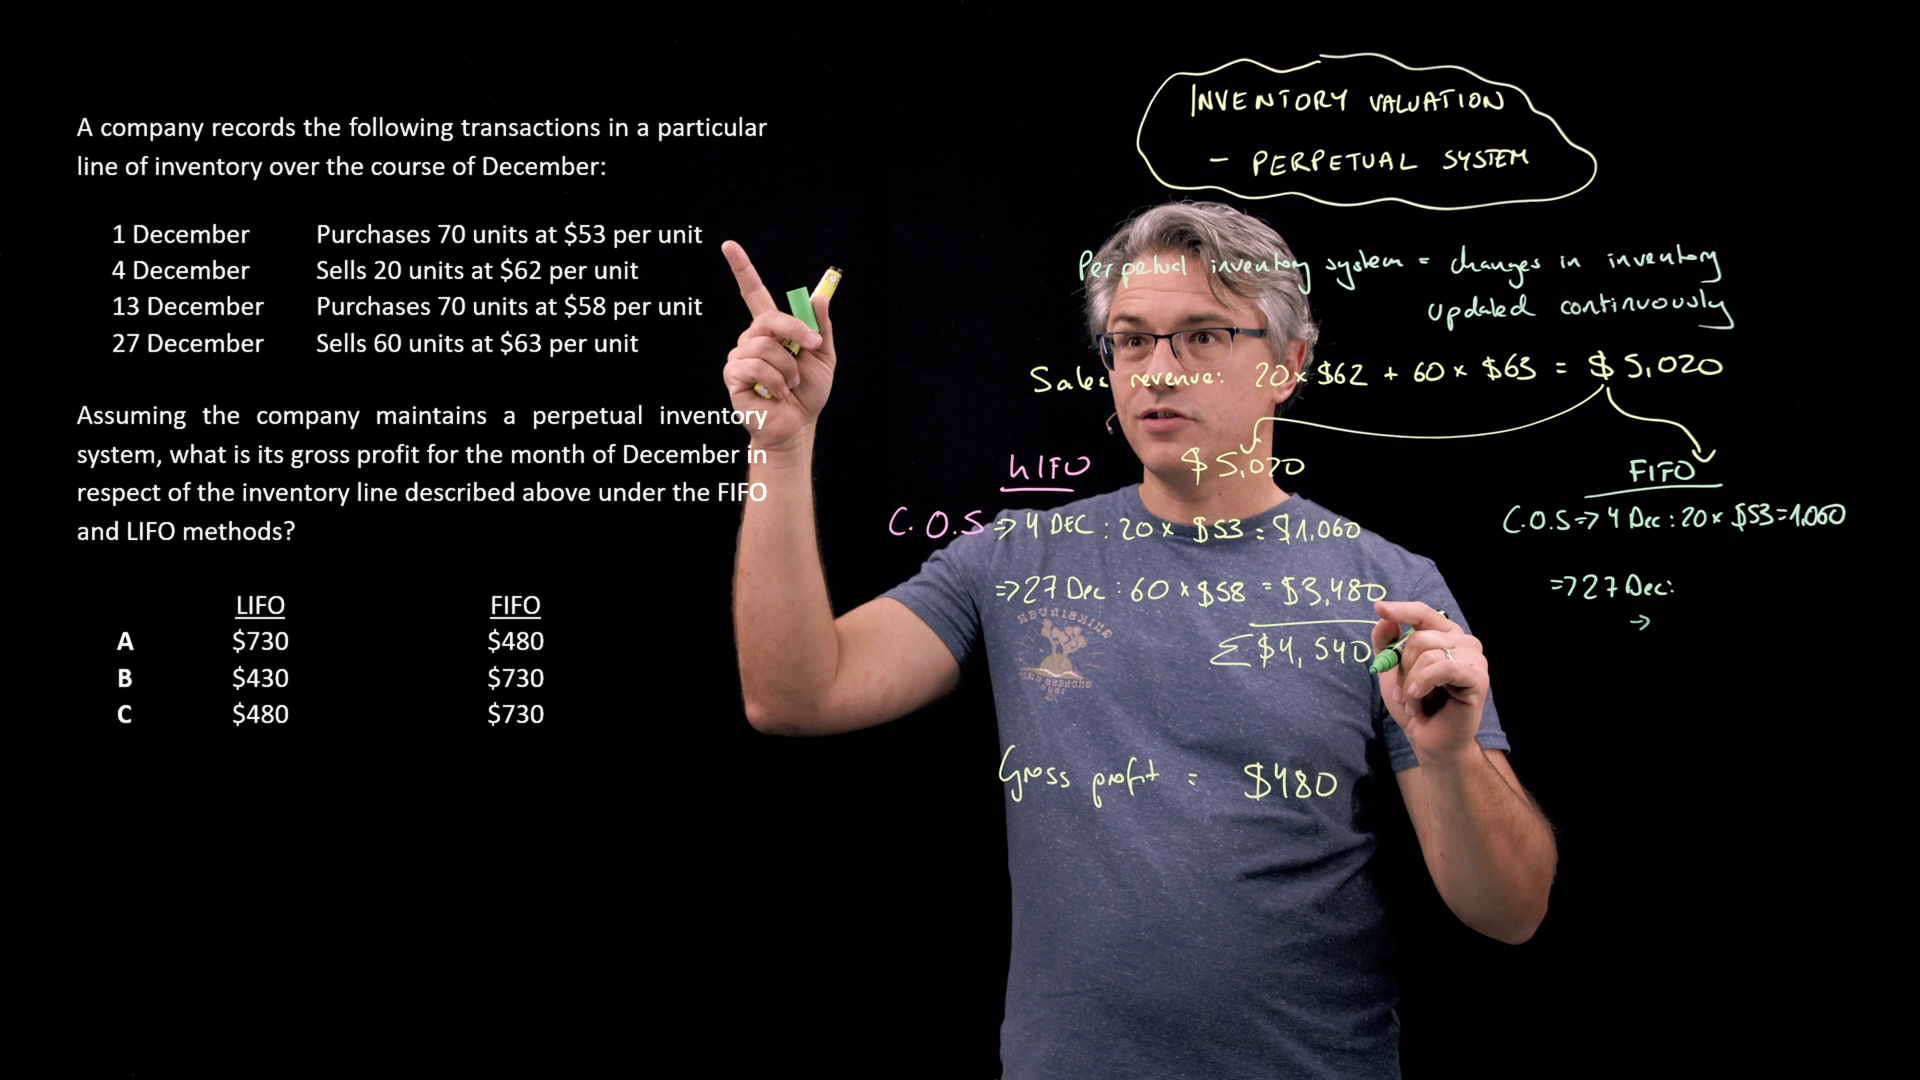 A company records the following transactions in a particular
line of inventory over the course of December:
1 December Purchases 70 units at $53 per unit
4 December Sells 20 units at $62 per unit
13 December Purchases 70 units at $58 per unit
27 December Sells 60 units at $63 per unit
Assuming the company maintains a perpetual inventory
system, what is its gross profit for the month of December in
respect of the inventory line described above under the FIFO
and LIFO methods?
LIFO FIFO
A $730 $480
B $430 $730
C $480 $730
INVENTORY VALUATION
- PERPETUAL SYSTEM
Perpetual inventory system = changes in inventory
updated continuously
Sales revenue: 20 x $62 + 60 x $63 = $5,020
LIFO $5,020
C.O.S => 4 DEC : 20 x $53 = $1,060
=> 27 Dec : 60 x $58 = $3,480
Σ $4,540
Gross profit = $480
FIFO
C.O.S => 4 Dec : 20 x $53 = 1,060
=> 27 Dec:
→